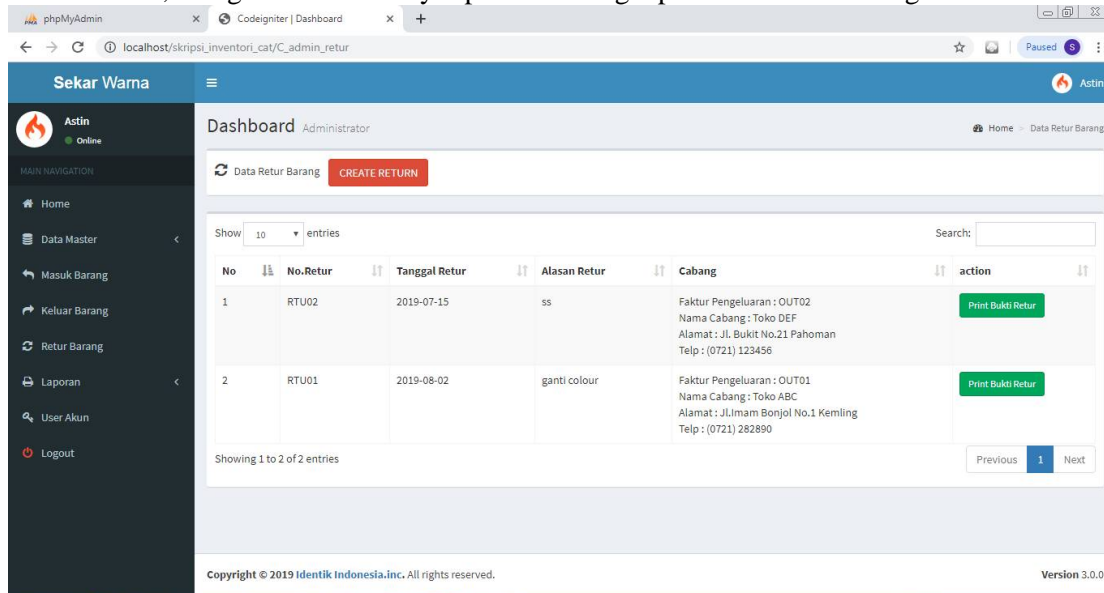 phpMyAdmin
Codeigniter | Dashboard
localhost/skripsi_inventori_cat/C_admin_retur
Paused S
Sekar Warna
Astin
Astin
Online
Dashboard Administrator
Home > Data Retur Barang
MAIN NAVIGATION
Home
Data Master
Masuk Barang
Keluar Barang
Retur Barang
Laporan
User Akun
Logout
Data Retur Barang CREATE RETURN
Show 10 entries Search:
No No.Retur Tanggal Retur Alasan Retur Cabang action
1 RTU02 2019-07-15 ss Faktur Pengeluaran : OUT02 Print Bukti Retur
Nama Cabang : Toko DEF
Alamat : Jl. Bukit No.21 Pahoman
Telp : (0721) 123456
2 RTU01 2019-08-02 ganti colour Faktur Pengeluaran : OUT01 Print Bukti Retur
Nama Cabang : Toko ABC
Alamat : Jl.Imam Bonjol No.1 Kemling
Telp : (0721) 282890
Showing 1 to 2 of 2 entries Previous 1 Next
Copyright © 2019 Identik Indonesia.inc. All rights reserved. Version 3.0.0